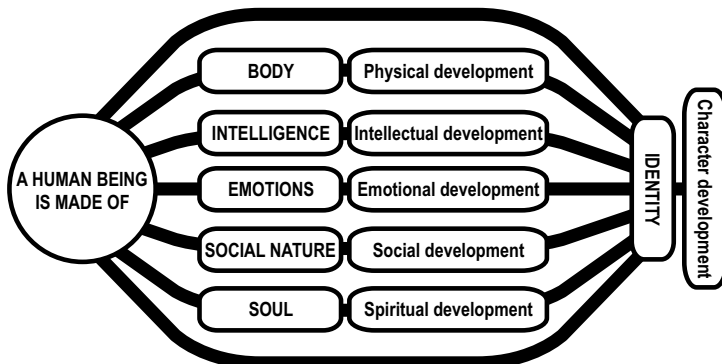 A HUMAN BEING
IS MADE OF
BODY
Physical development
INTELLIGENCE
Intellectual development
EMOTIONS
Emotional development
SOCIAL NATURE
Social development
SOUL
Spiritual development
IDENTITY
Character development